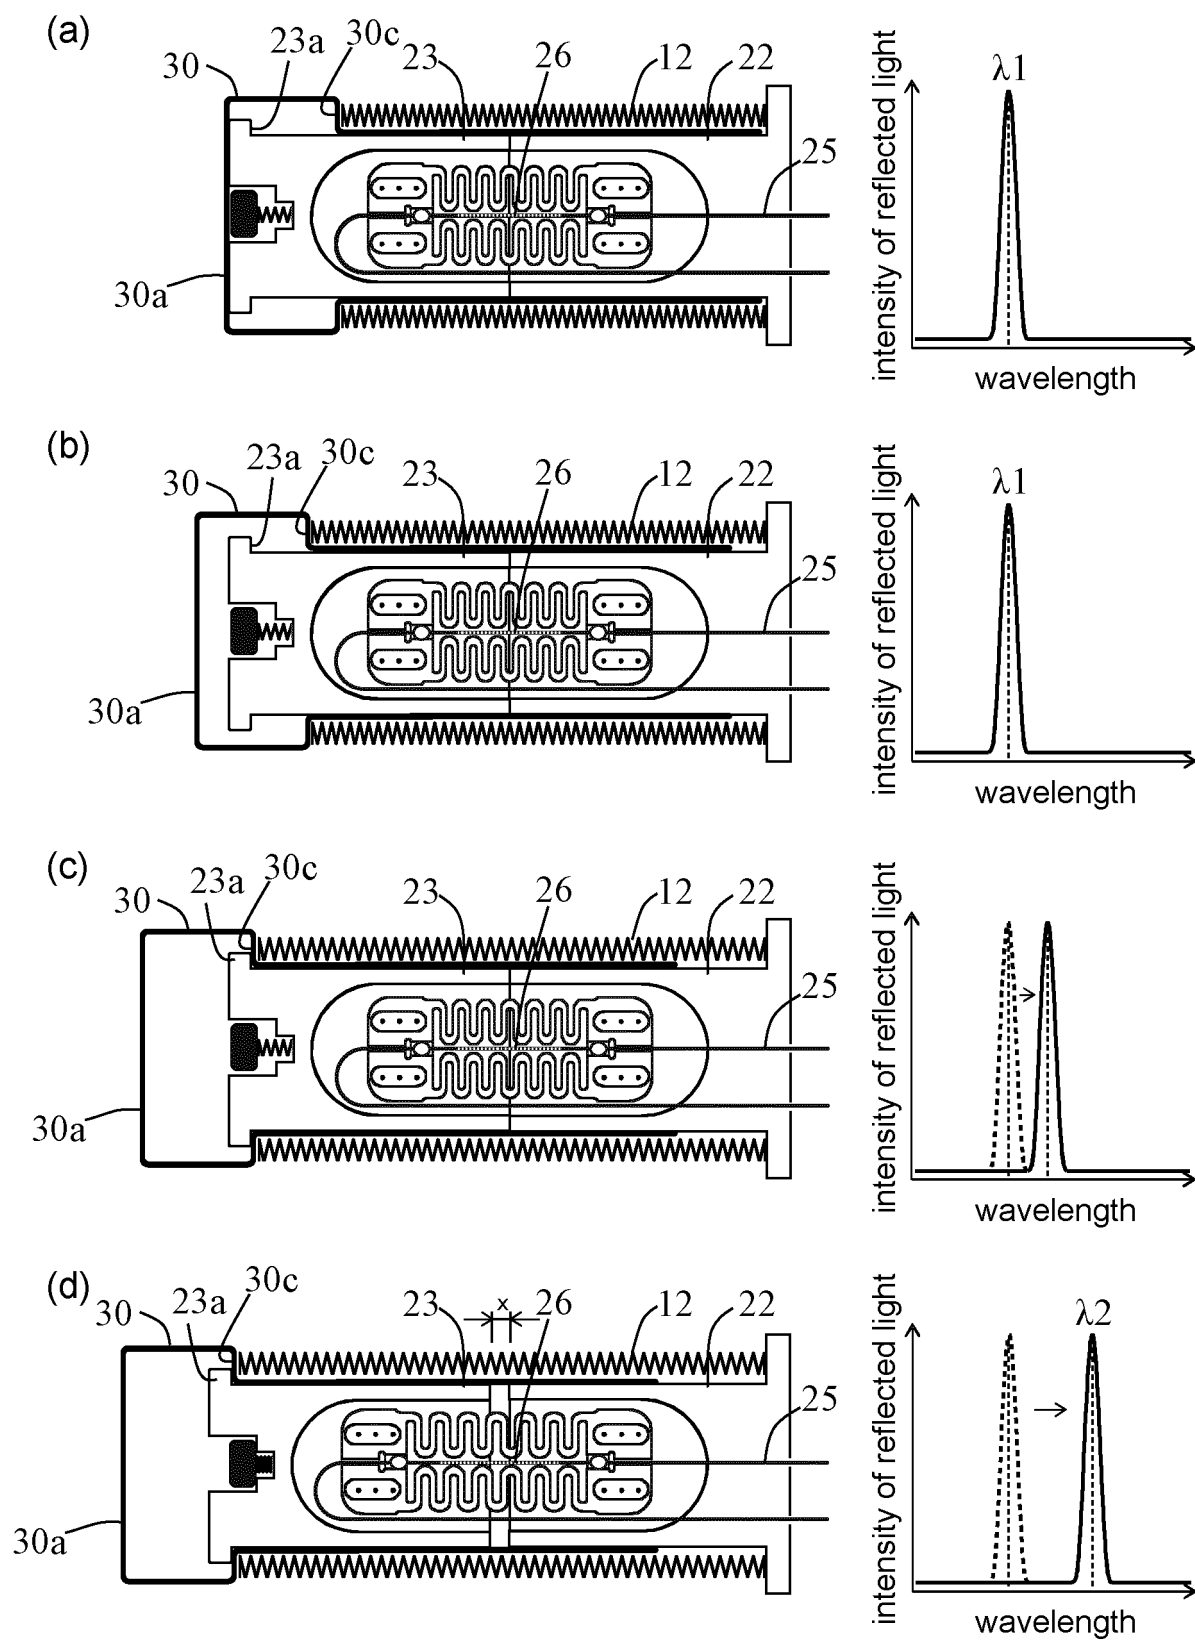 (a)
30
23a
30c
23
26
12
22
25
30a
λ1
intensity of reflected light
wavelength
(b)
30
23a
30c
23
26
12
22
25
30a
λ1
intensity of reflected light
wavelength
(c)
30
23a
30c
23
26
12
22
25
30a
intensity of reflected light
wavelength
(d)
30
23a
30c
23
x
26
12
22
25
30a
λ2
intensity of reflected light
wavelength